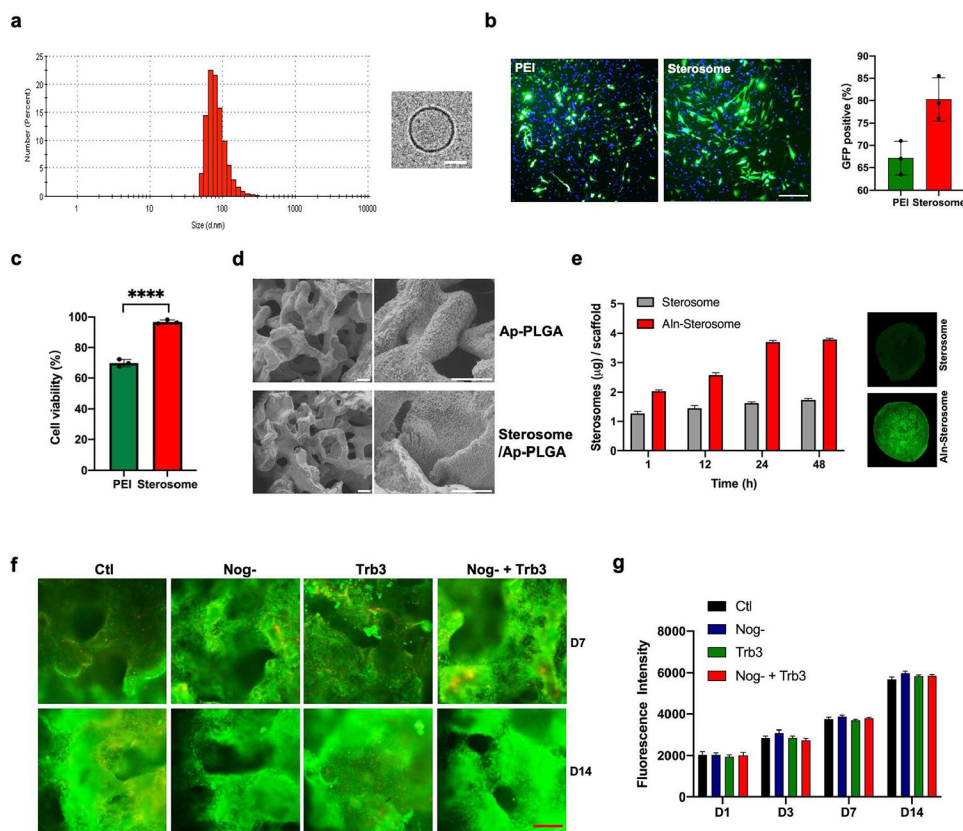 a
Number (Percent)
25
20
15
10
5
0
1 10 100 1000 10000
Size (d.nm)
b
PEI
Sterosome
GFP positive (%)
90
85
80
75
70
65
60
PEI Sterosome
c
****
Cell viability (%)
100
80
60
40
20
0
PEI Sterosome
d
Ap-PLGA
Sterosome
/Ap-PLGA
e
Sterosome
Aln-Sterosome
Sterosomes (μg) / scaffold
5
4
3
2
1
0
1 12 24 48
Time (h)
Sterosome
Aln-Sterosome
f
Ctl Nog- Trb3 Nog- + Trb3
D7
D14
g
Ctl
Nog-
Trb3
Nog- + Trb3
Fluorescence Intensity
8000
6000
4000
2000
0
D1 D3 D7 D14